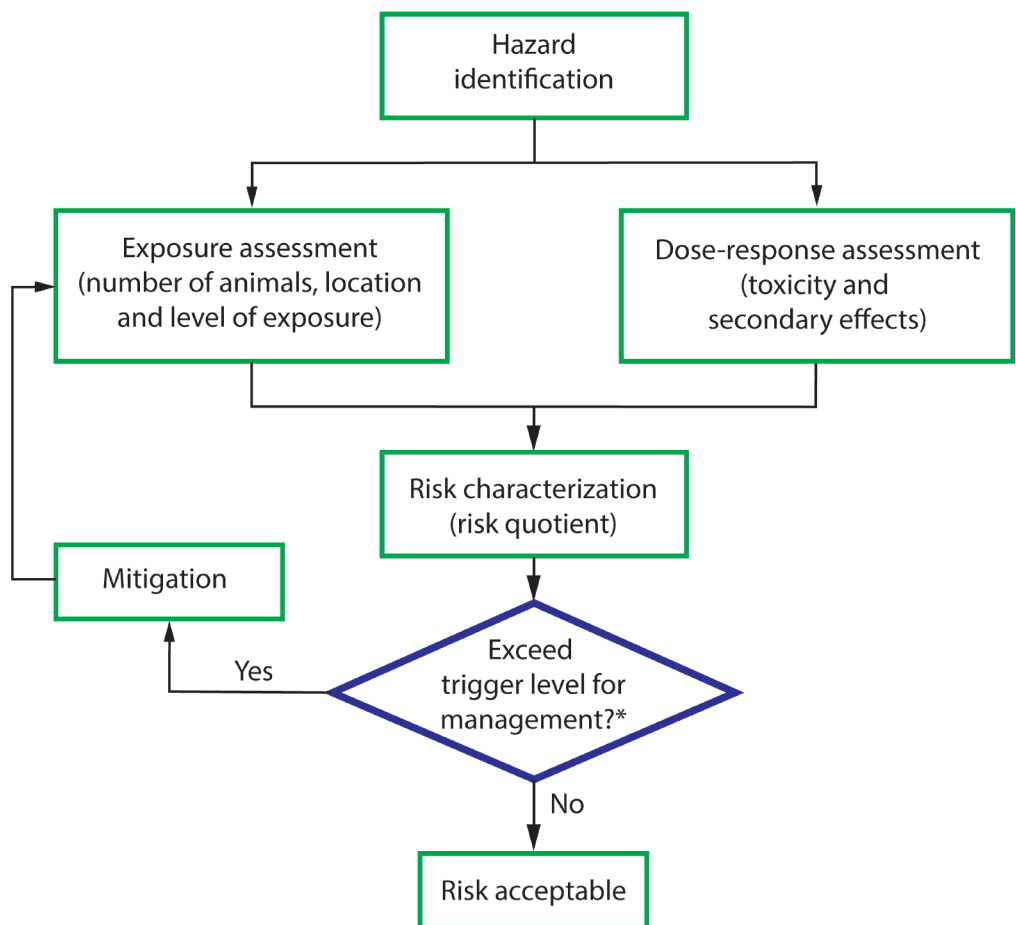 Hazard
identification
Exposure assessment
(number of animals, location
and level of exposure)
Dose-response assessment
(toxicity and
secondary effects)
Risk characterization
(risk quotient)
Mitigation
Exceed
trigger level for
management?*
Yes
No
Risk acceptable